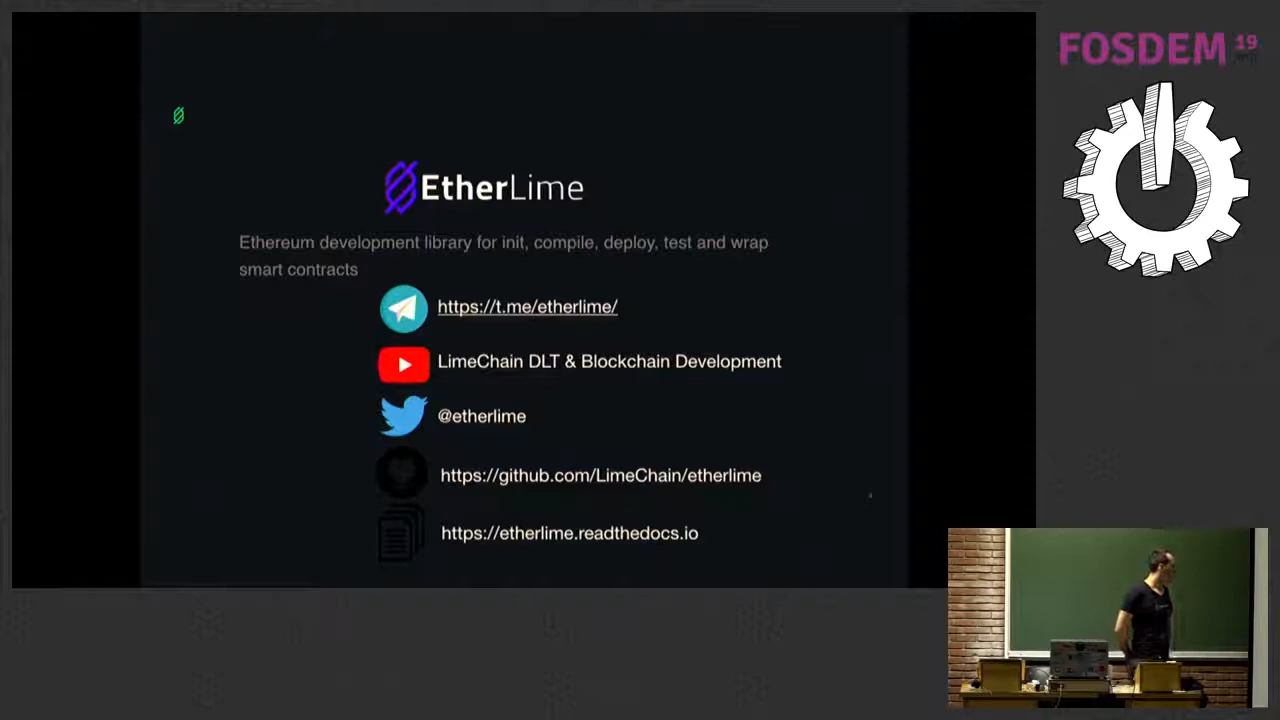 FOSDEM 19
EtherLime
Ethereum development library for init, compile, deploy, test and wrap
smart contracts
https://t.me/etherlime/
LimeChain DLT & Blockchain Development
@etherlime
https://github.com/LimeChain/etherlime
https://etherlime.readthedocs.io